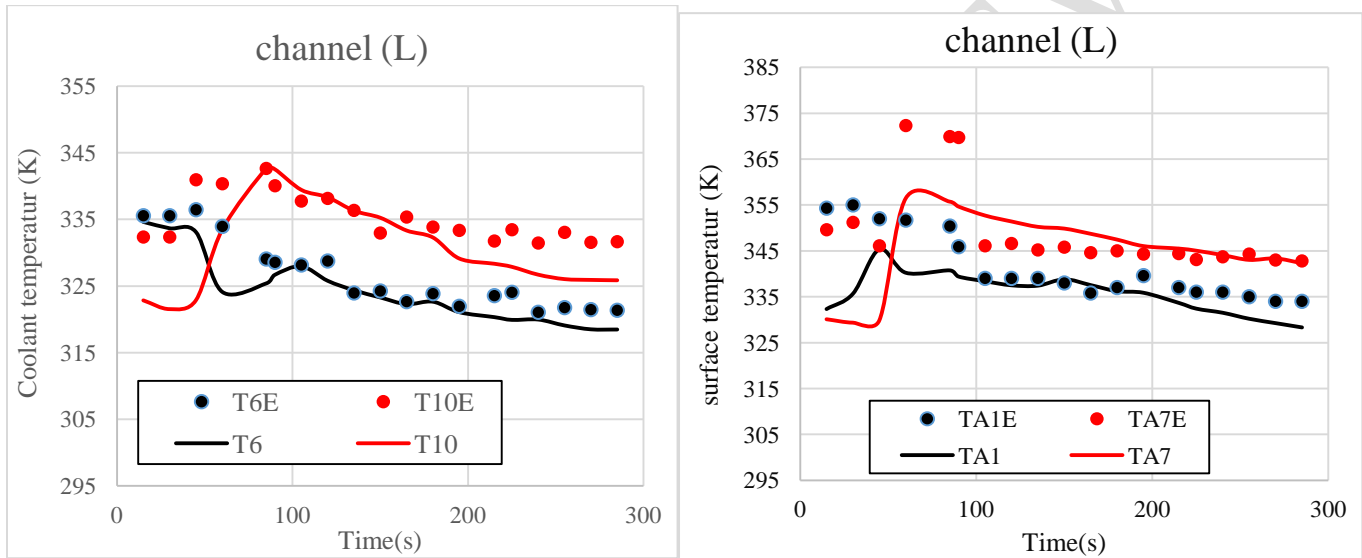 channel (L)
Coolant temperatur (K)
355
345
335
325
315
305
295
0
100
200
300
Time(s)
T6E
T10E
T6
T10
channel (L)
surface temperatur (K)
385
375
365
355
345
335
325
315
305
295
0
100
200
300
Time(s)
TA1E
TA7E
TA1
TA7